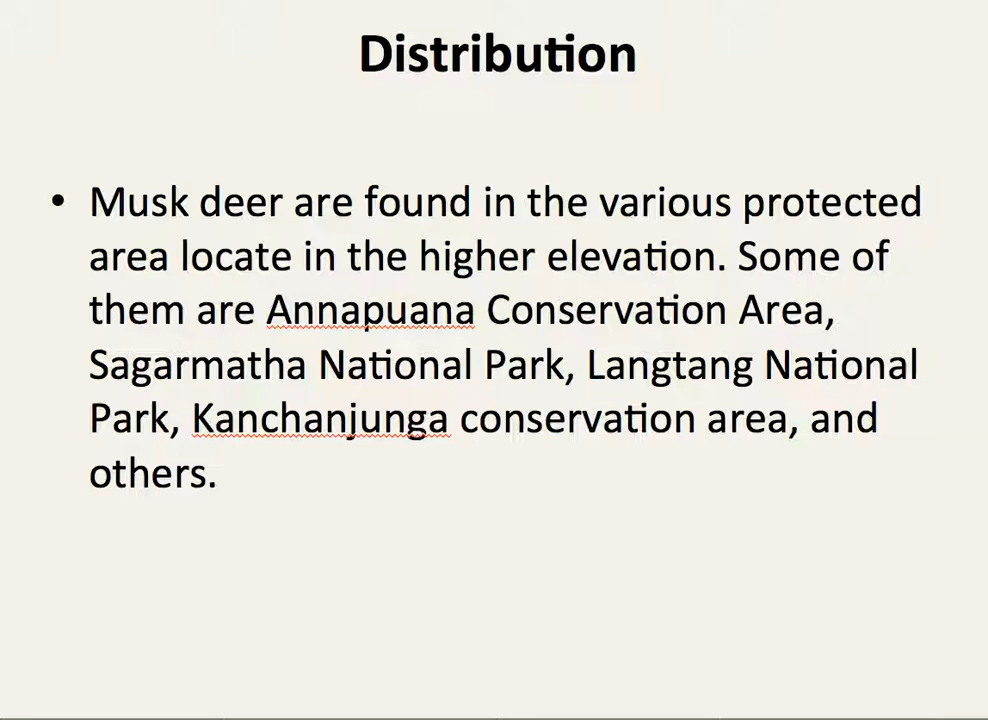 Distribution
• Musk deer are found in the various protected
area locate in the higher elevation. Some of
them are Annapuana Conservation Area,
Sagarmatha National Park, Langtang National
Park, Kanchanjunga conservation area, and
others.